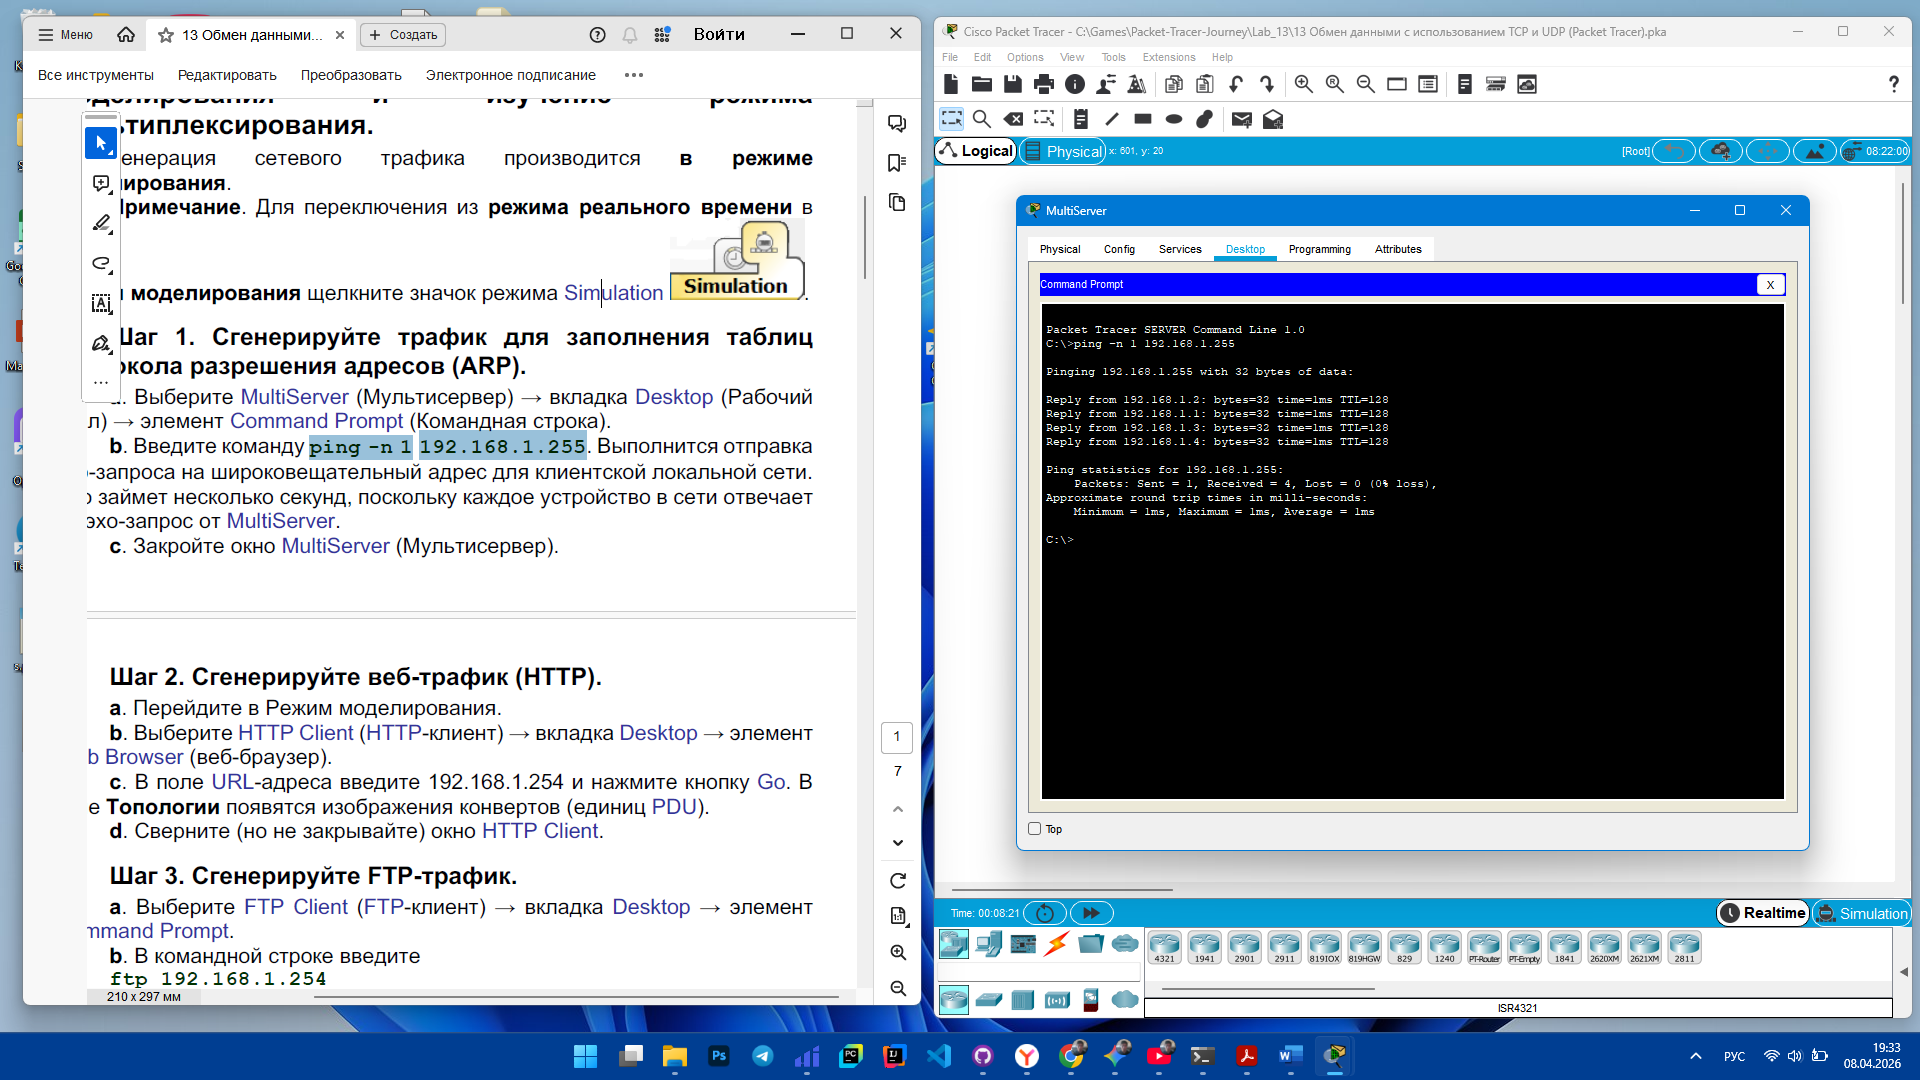 Меню
13 Обмен данными...
Создать
Войти
Все инструменты
Редактировать
Преобразовать
Электронное подписание
делирования и изучение режима
ьтиплексирования.
енерация сетевого трафика производится в режиме
лирования.
Примечание. Для переключения из режима реального времени в
Simulation
м моделирования щелкните значок режима Simulation .
Шаг 1. Сгенерируйте трафик для заполнения таблиц
окола разрешения адресов (ARP).
a. Выберите MultiServer (Мультисервер) → вкладка Desktop (Рабочий
л) → элемент Command Prompt (Командная строка).
b. Введите команду ping -n 1 192.168.1.255. Выполнится отправка
-запроса на широковещательный адрес для клиентской локальной сети.
о займет несколько секунд, поскольку каждое устройство в сети отвечает
эхо-запрос от MultiServer.
c. Закройте окно MultiServer (Мультисервер).
Шаг 2. Сгенерируйте веб-трафик (HTTP).
a. Перейдите в Режим моделирования.
b. Выберите HTTP Client (HTTP-клиент) → вкладка Desktop → элемент
b Browser (веб-браузер).
c. В поле URL-адреса введите 192.168.1.254 и нажмите кнопку Go. В
е Топологии появятся изображения конвертов (единиц PDU).
d. Сверните (но не закрывайте) окно HTTP Client.
Шаг 3. Сгенерируйте FTP-трафик.
a. Выберите FTP Client (FTP-клиент) → вкладка Desktop → элемент
mmand Prompt.
b. В командной строке введите
ftp 192.168.1.254
210 x 297 мм
1
7
Cisco Packet Tracer - C:\Games\Packet-Tracer-Journey\Lab_13\13 Обмен данными с использованием TCP и UDP (Packet Tracer).pka
File Edit Options View Tools Extensions Help
Logical
Physical
x: 601, y: 20
[Root]
08:22:00
MultiServer
Physical Config Services Desktop Programming Attributes
Command Prompt
X
Packet Tracer SERVER Command Line 1.0
C:\>ping -n 1 192.168.1.255
Pinging 192.168.1.255 with 32 bytes of data:
Reply from 192.168.1.2: bytes=32 time=1ms TTL=128
Reply from 192.168.1.1: bytes=32 time=1ms TTL=128
Reply from 192.168.1.3: bytes=32 time=1ms TTL=128
Reply from 192.168.1.4: bytes=32 time=1ms TTL=128
Ping statistics for 192.168.1.255:
Packets: Sent = 1, Received = 4, Lost = 0 (0% loss),
Approximate round trip times in milli-seconds:
Minimum = 1ms, Maximum = 1ms, Average = 1ms
C:\>
Top
Time: 00:08:21
Realtime
Simulation
4321 1941 2901 2911 819IOX 819HGW 829 1240 PT-Router PT-Empty 1841 2620XM 2621XM 2811
ISR4321
РУС
19:33
08.04.2026